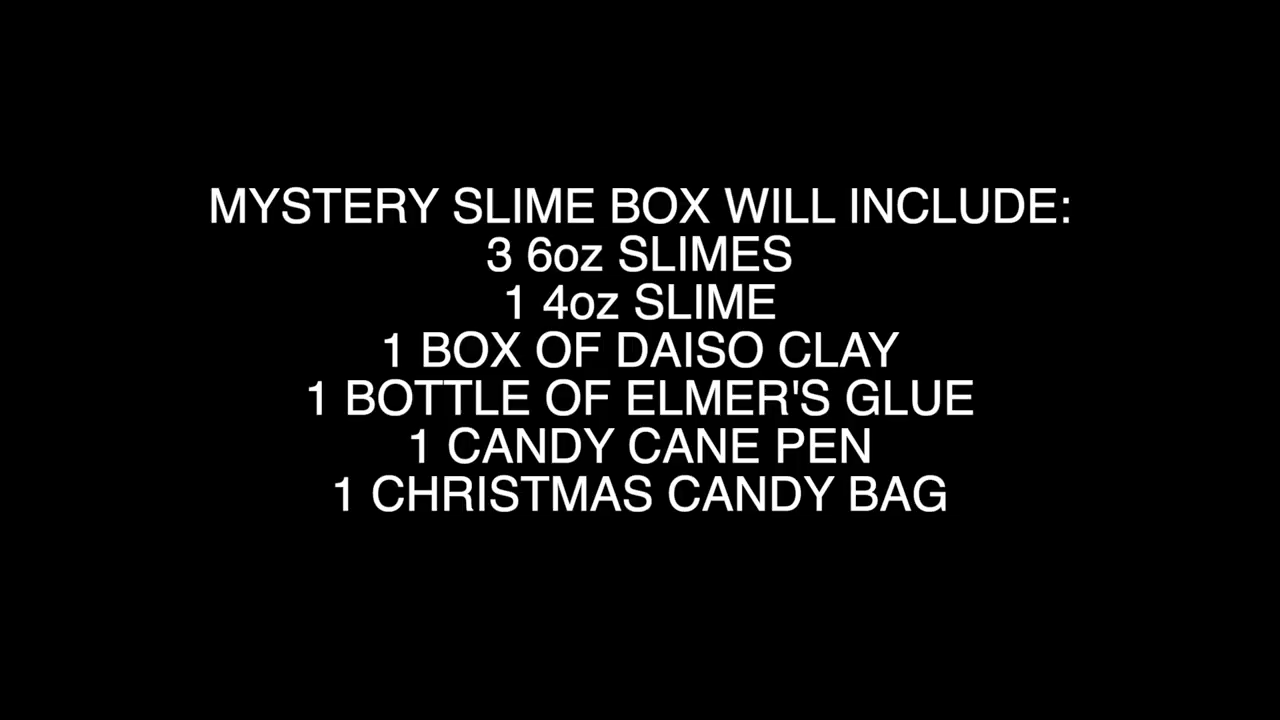 MYSTERY SLIME BOX WILL INCLUDE:
3 6oz SLIMES
1 4oz SLIME
1 BOX OF DAISO CLAY
1 BOTTLE OF ELMER'S GLUE
1 CANDY CANE PEN
1 CHRISTMAS CANDY BAG